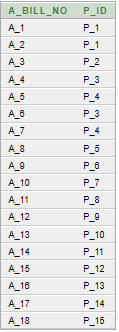 A_BILL_NO P_ID
A_1 P_1
A_2 P_1
A_3 P_2
A_4 P_3
A_5 P_4
A_6 P_3
A_7 P_4
A_8 P_5
A_9 P_6
A_10 P_7
A_11 P_8
A_12 P_9
A_13 P_10
A_14 P_11
A_15 P_12
A_16 P_13
A_17 P_14
A_18 P_15